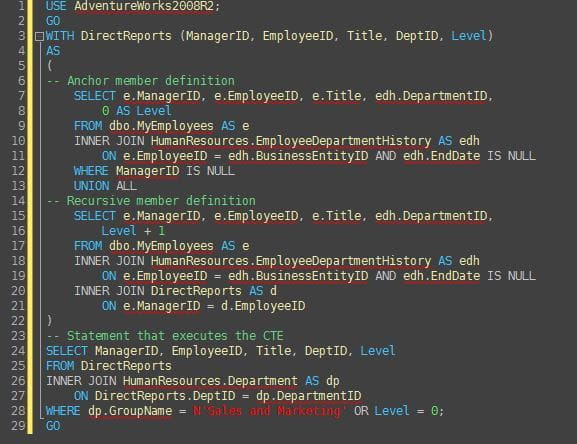 1 USE AdventureWorks2008R2;
2 GO
3 WITH DirectReports (ManagerID, EmployeeID, Title, DeptID, Level)
4 AS
5 (
6 -- Anchor member definition
7 SELECT e.ManagerID, e.EmployeeID, e.Title, edh.DepartmentID,
8 0 AS Level
9 FROM dbo.MyEmployees AS e
10 INNER JOIN HumanResources.EmployeeDepartmentHistory AS edh
11 ON e.EmployeeID = edh.BusinessEntityID AND edh.EndDate IS NULL
12 WHERE ManagerID IS NULL
13 UNION ALL
14 -- Recursive member definition
15 SELECT e.ManagerID, e.EmployeeID, e.Title, edh.DepartmentID,
16 Level + 1
17 FROM dbo.MyEmployees AS e
18 INNER JOIN HumanResources.EmployeeDepartmentHistory AS edh
19 ON e.EmployeeID = edh.BusinessEntityID AND edh.EndDate IS NULL
20 INNER JOIN DirectReports AS d
21 ON e.ManagerID = d.EmployeeID
22 )
23 -- Statement that executes the CTE
24 SELECT ManagerID, EmployeeID, Title, DeptID, Level
25 FROM DirectReports
26 INNER JOIN HumanResources.Department AS dp
27 ON DirectReports.DeptID = dp.DepartmentID
28 WHERE dp.GroupName = N'Sales and Marketing' OR Level = 0;
29 GO